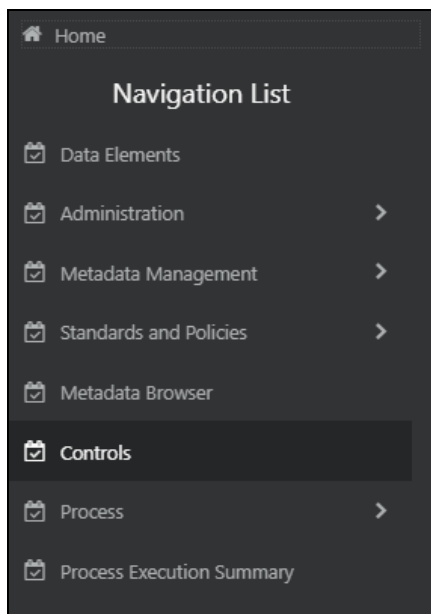 Home
Navigation List
Data Elements
Administration
Metadata Management
Standards and Policies
Metadata Browser
Controls
Process
Process Execution Summary